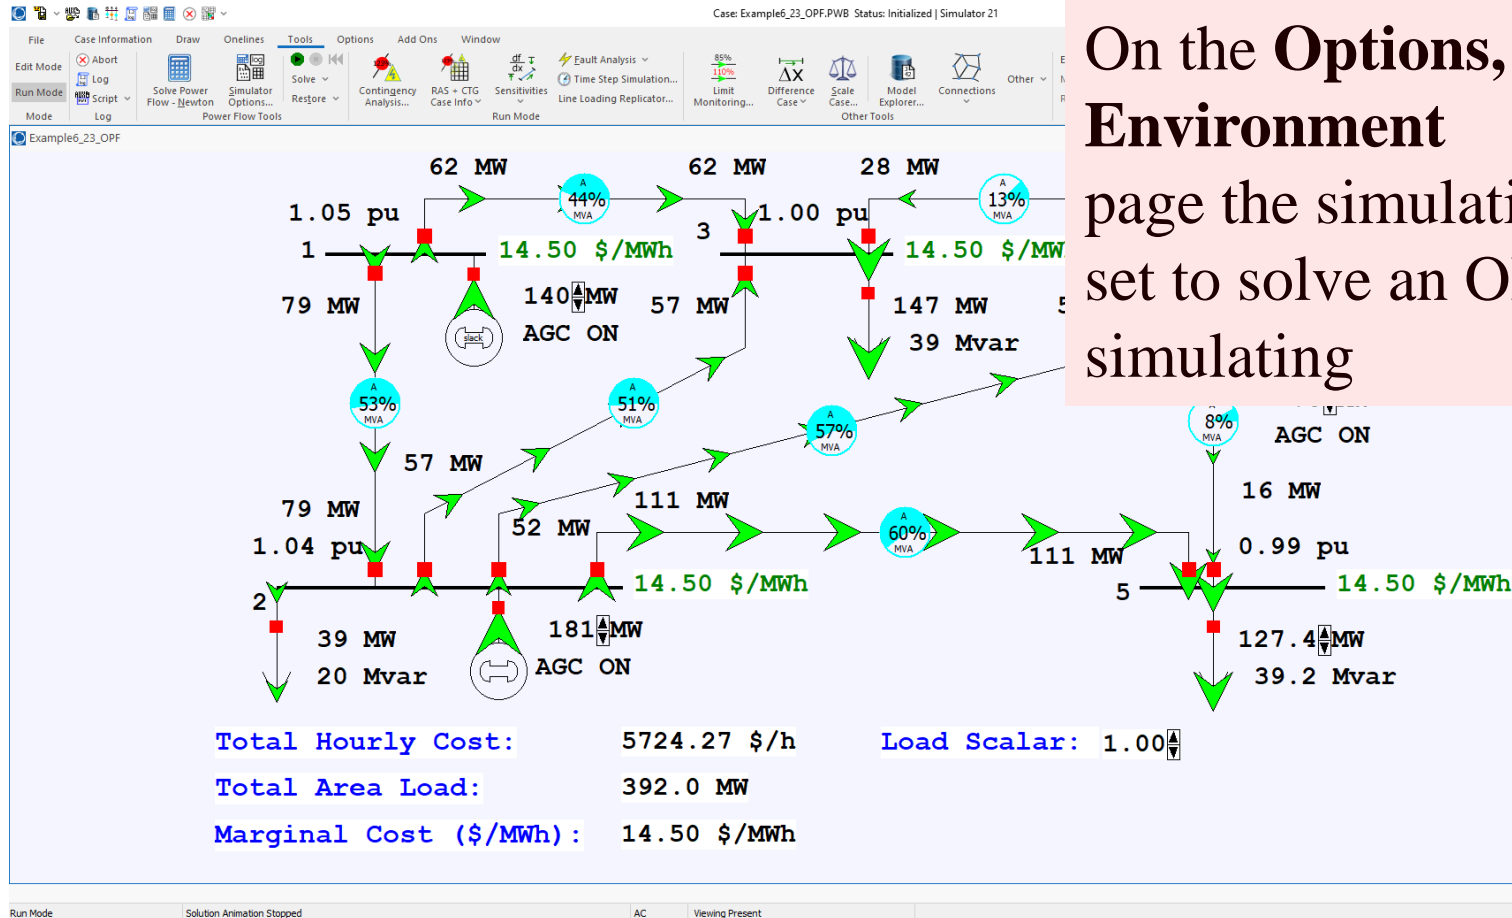 Case: Example6_23_OPF.PWB Status: Initialized | Simulator 21
File Case Information Draw Onelines Tools Options Add Ons Window
Edit Mode
Run Mode
Mode
Abort
Log
Script
Log
Solve Power Flow - Newton
Simulator Options...
Solve
Restore
Power Flow Tools
Contingency Analysis...
RAS + CTG Case Info
Sensitivities
Fault Analysis
Time Step Simulation...
Line Loading Replicator...
Run Mode
85%
110%
Limit Monitoring...
ΔX
Difference Case
Scale Case...
Model Explorer...
Connections
Other
Other Tools
On the Options,
Environment
page the simulati
set to solve an O
simulating
Example6_23_OPF
62 MW
A
44%
MVA
62 MW
28 MW
A
13%
MVA
1.05 pu
1
14.50 $/MWh
3
1.00 pu
14.50 $/MW
79 MW
slack
140 MW
AGC ON
57 MW
147 MW
39 Mvar
A
53%
MVA
A
51%
MVA
A
57%
MVA
A
8%
MVA
AGC ON
57 MW
16 MW
79 MW
1.04 pu
52 MW
111 MW
A
60%
MVA
111 MW
0.99 pu
2
14.50 $/MWh
5
14.50 $/MWh
39 MW
20 Mvar
181 MW
AGC ON
127.4 MW
39.2 Mvar
Total Hourly Cost: 5724.27 $/h Load Scalar: 1.00
Total Area Load: 392.0 MW
Marginal Cost ($/MWh): 14.50 $/MWh
Run Mode Solution Animation Stopped AC Viewing Present